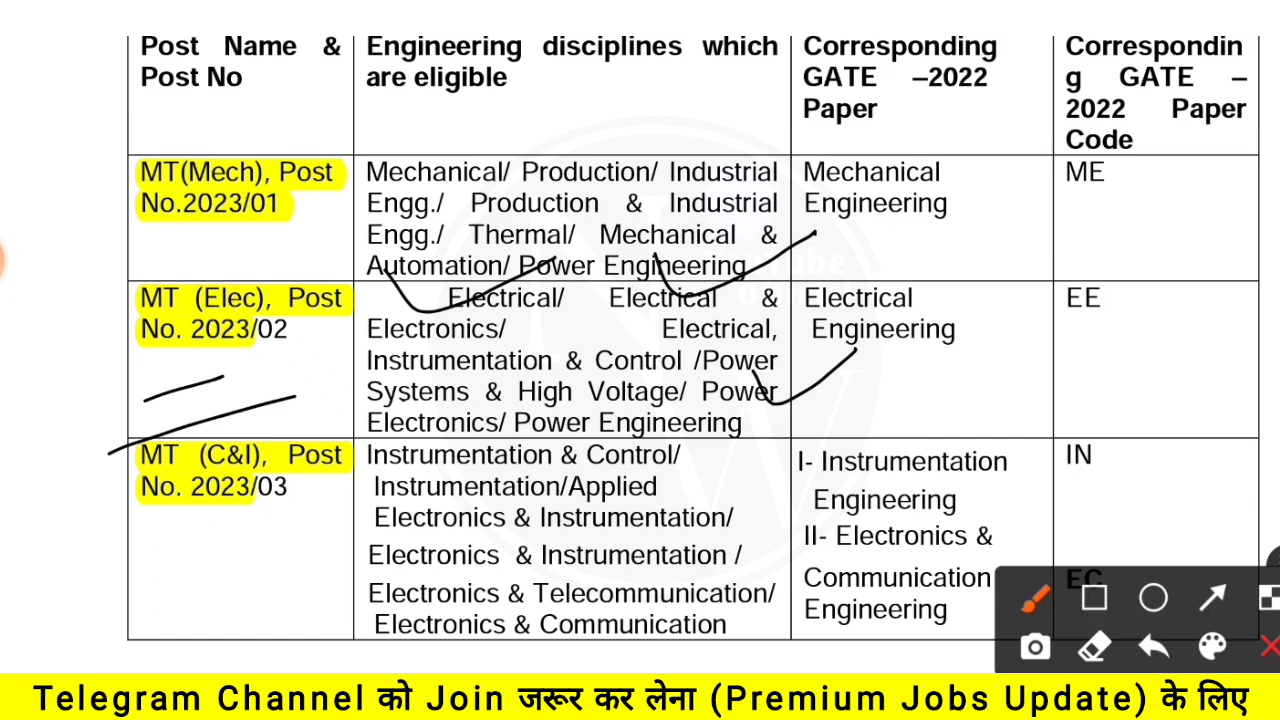 Post Name & Post No
Engineering disciplines which are eligible
Corresponding GATE –2022 Paper
Correspondin g GATE – 2022 Paper Code
MT(Mech), Post No.2023/01
Mechanical/ Production/ Industrial
Engg./ Production & Industrial
Engg./ Thermal/ Mechanical &
Automation/ Power Engineering
Mechanical
Engineering
ME
MT (Elec), Post
No. 2023/02
Electrical/ Electrical &
Electronics/ Electrical,
Instrumentation & Control /Power
Systems & High Voltage/ Power
Electronics/ Power Engineering
Electrical
Engineering
EE
MT (C&I), Post
No. 2023/03
Instrumentation & Control/
Instrumentation/Applied
Electronics & Instrumentation/
Electronics & Instrumentation /
Electronics & Telecommunication/
Electronics & Communication
I- Instrumentation
Engineering
II- Electronics &
Communication
Engineering
IN
EC
Telegram Channel को Join जरूर कर लेना (Premium Jobs Update) के लिए